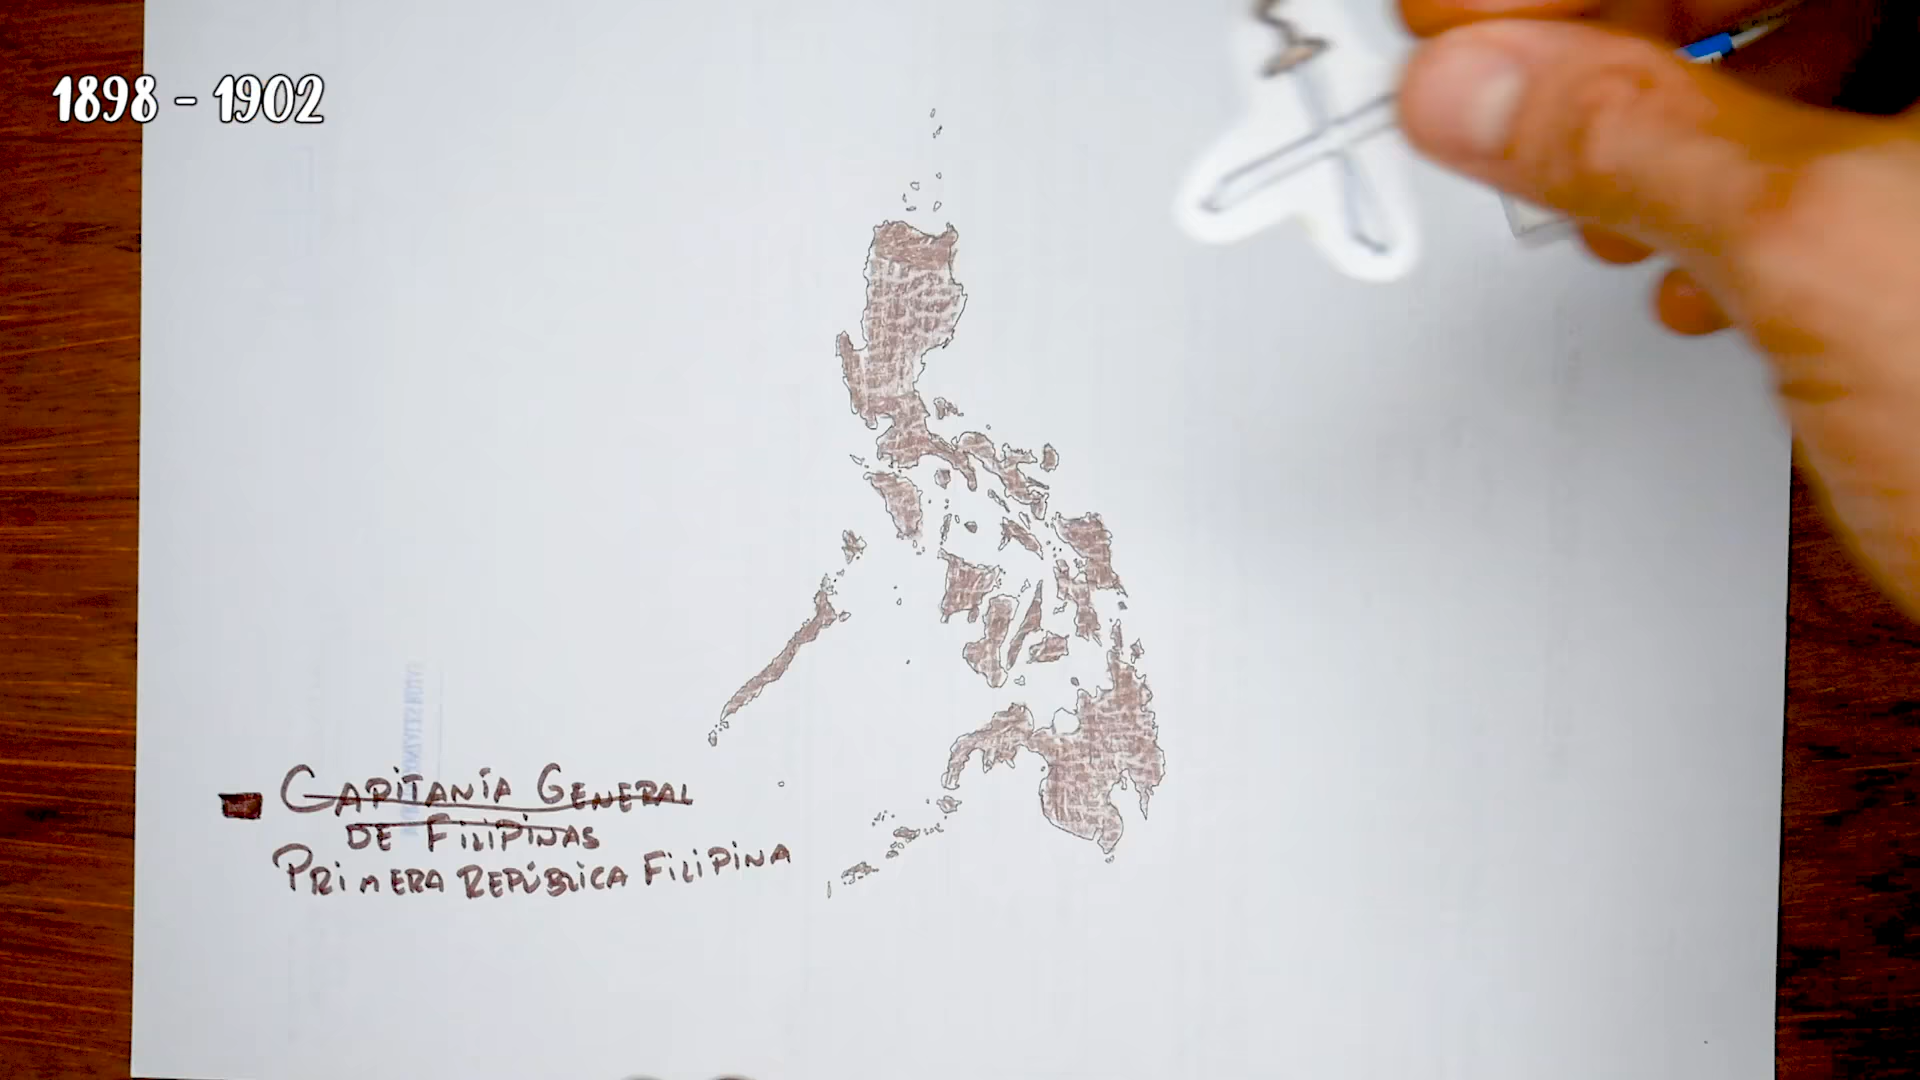 1898 - 1902
CAPITANÍA GENERAL
DE FILIPINAS
PRIMERA REPÚBLICA FILIPINA